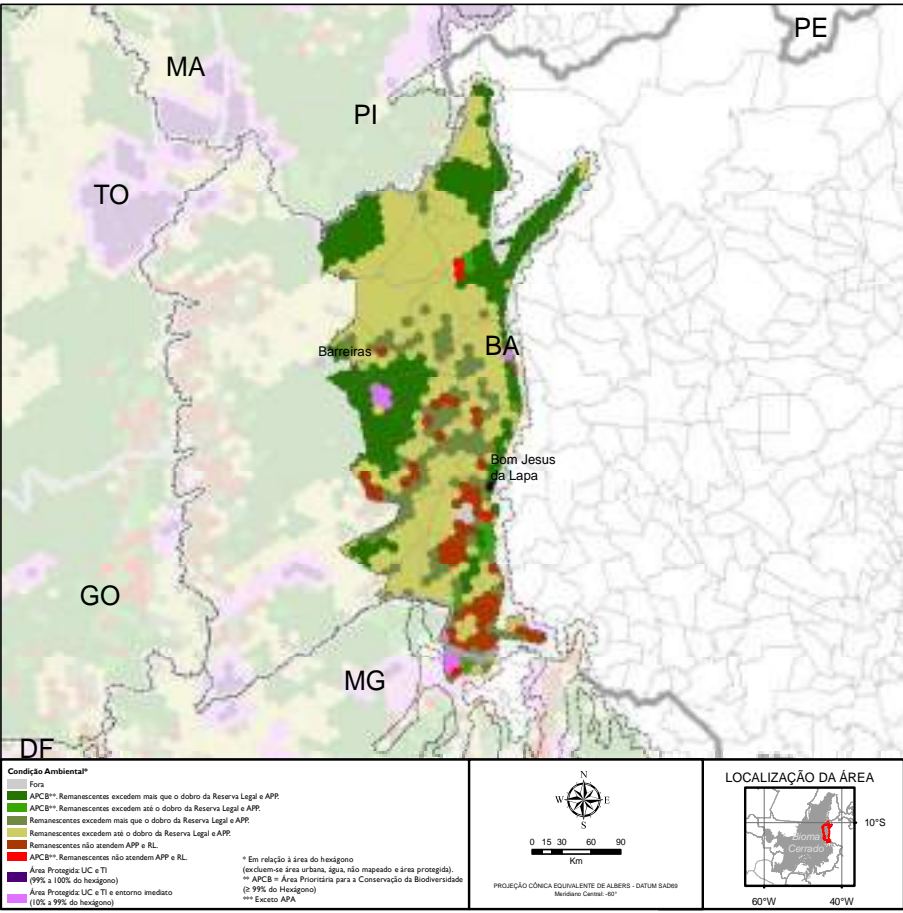 PE
MA
PI
TO
Barreiras
BA
Bom Jesus
da Lapa
GO
MG
DF
Condição Ambiental*
Fora
APCB**. Remanescentes excedem mais que o dobro da Reserva Legal e APP.
APCB**. Remanescentes excedem até o dobro da Reserva Legal e APP.
Remanescentes excedem mais que o dobro da Reserva Legal e APP.
Remanescentes excedem até o dobro da Reserva Legal e APP.
Remanescentes não atendem APP e RL.
APCB**. Remanescentes não atendem APP e RL.
Área Protegida: UC e TI
(99% a 100% do hexágono)
Área Protegida: UC e TI e entorno imediato
(10% a 99% do hexágono)
* Em relação à área do hexágono
(excluem-se área urbana, água, não mapeado e área protegida).
** APCB = Área Prioritária para a Conservação da Biodiversidade
(≥ 99% do Hexágono)
*** Exceto APA
N
W E
S
0 15 30 60 90
Km
PROJEÇÃO CÔNICA EQUIVALENTE DE ALBERS - DATUM SAD69
Meridiano Central: -60°
LOCALIZAÇÃO DA ÁREA
10°S
Bioma
Cerrado
60°W 40°W